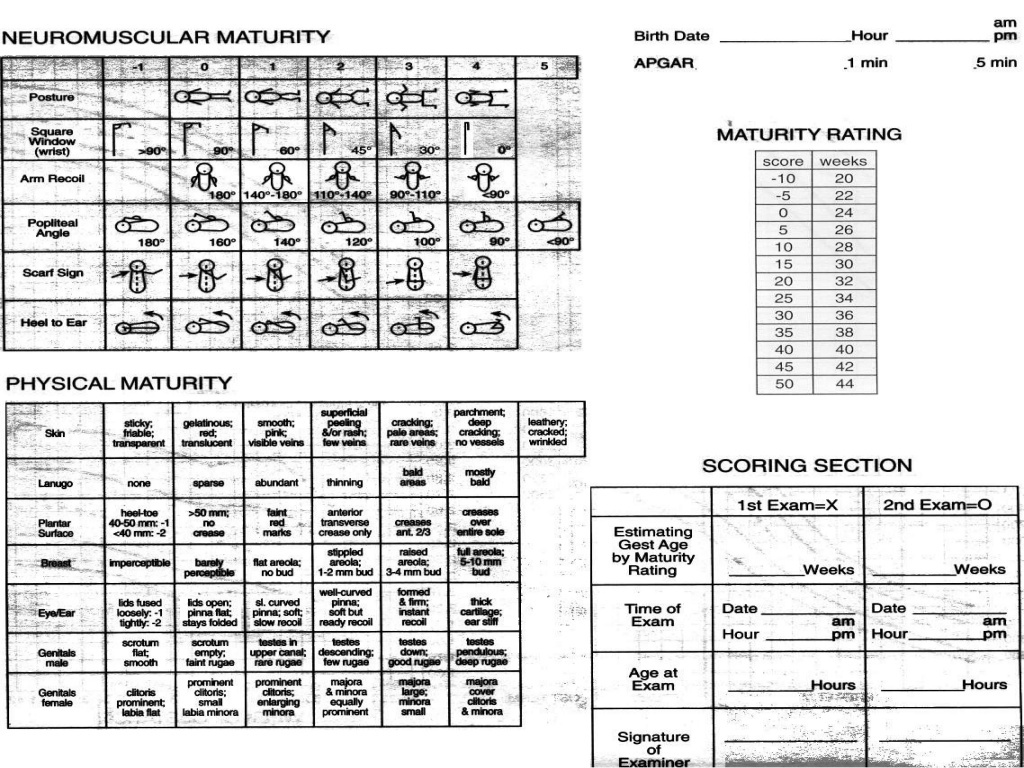 NEUROMUSCULAR MATURITY
-1 0 1 2 3 4 5
Posture
Square
Window
(wrist)
>90° 90° 60° 45° 30° 0°
Arm Recoil
180° 140°-180° 110°-140° 90°-110° <90°
Popliteal
Angle
180° 160° 140° 120° 100° 90° <90°
Scarf Sign
Heel to Ear
PHYSICAL MATURITY
Skin
sticky;
friable;
transparent
gelatinous;
red;
translucent
smooth;
pink;
visible veins
superficial
peeling
&/or rash;
few veins
cracking;
pale areas;
rare veins
parchment;
deep
cracking;
no vessels
leathery;
cracked;
wrinkled
Lanugo
none
sparse
abundant
thinning
bald
areas
mostly
bald
Plantar
Surface
heel-toe
40-50 mm: -1
<40 mm: -2
>50 mm;
no
crease
faint
red
marks
anterior
transverse
crease only
creases
ant. 2/3
creases
over
entire sole
Breast
imperceptible
barely
perceptible
flat areola;
no bud
stippled
areola;
1-2 mm bud
raised
areola;
3-4 mm bud
full areola;
5-10 mm
bud
Eye/Ear
lids fused
loosely: -1
tightly: -2
lids open;
pinna flat;
stays folded
sl. curved
pinna; soft;
slow recoil
well-curved
pinna;
soft but
ready recoil
formed
& firm;
instant
recoil
thick
cartilage;
ear stiff
Genitals
male
scrotum
flat;
smooth
scrotum
empty;
faint rugae
testes in
upper canal;
rare rugae
testes
descending;
few rugae
testes
down;
good rugae
testes
pendulous;
deep rugae
Genitals
female
clitoris
prominent;
labia flat
prominent
clitoris;
small
labia minora
prominent
clitoris;
enlarging
minora
majora
& minora
equally
prominent
majora
large;
minora
small
majora
cover
clitoris
& minora
am
Birth Date ____________ Hour _________ pm
APGAR 1 min 5 min
MATURITY RATING
score weeks
-10 20
-5 22
0 24
5 26
10 28
15 30
20 32
25 34
30 36
35 38
40 40
45 42
50 44
SCORING SECTION
1st Exam=X 2nd Exam=O
Estimating
Gest Age
by Maturity
Rating
________Weeks ________Weeks
Time of
Exam
Date _________
am
Hour _________ pm
Date _________
am
Hour________ pm
Age at
Exam
________Hours ________Hours
Signature
of
Examiner